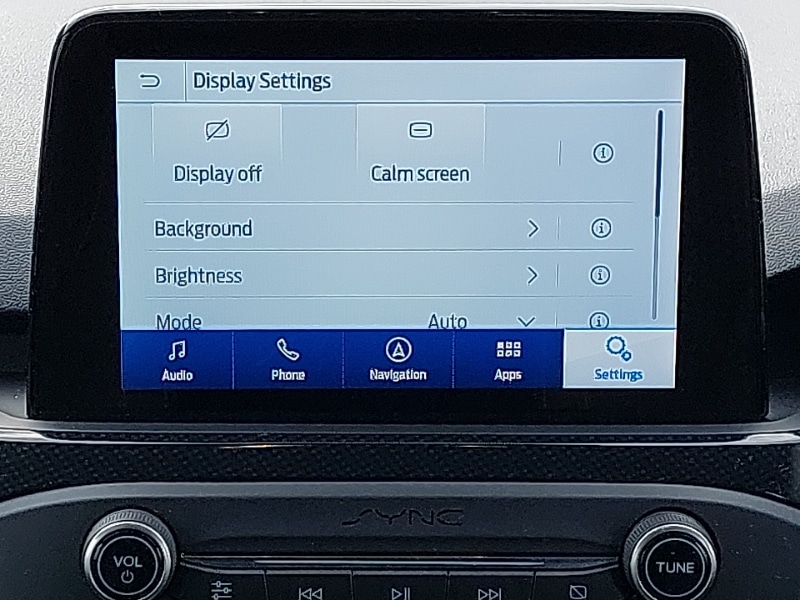 Display Settings
Display off Calm screen
Background
Brightness
Mode Auto
Audio Phone Navigation Apps Settings
SYNC
VOL TUNE